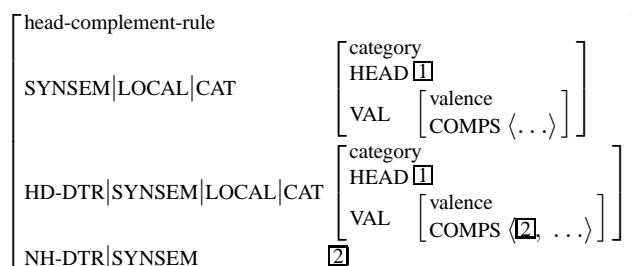 head-complement-rule
category
HEAD 1
SYNSEM|LOCAL|CAT
VAL valence
COMPS ⟨...⟩
category
HEAD 1
HD-DTR|SYNSEM|LOCAL|CAT
VAL valence
COMPS ⟨2, ...⟩
NH-DTR|SYNSEM 2